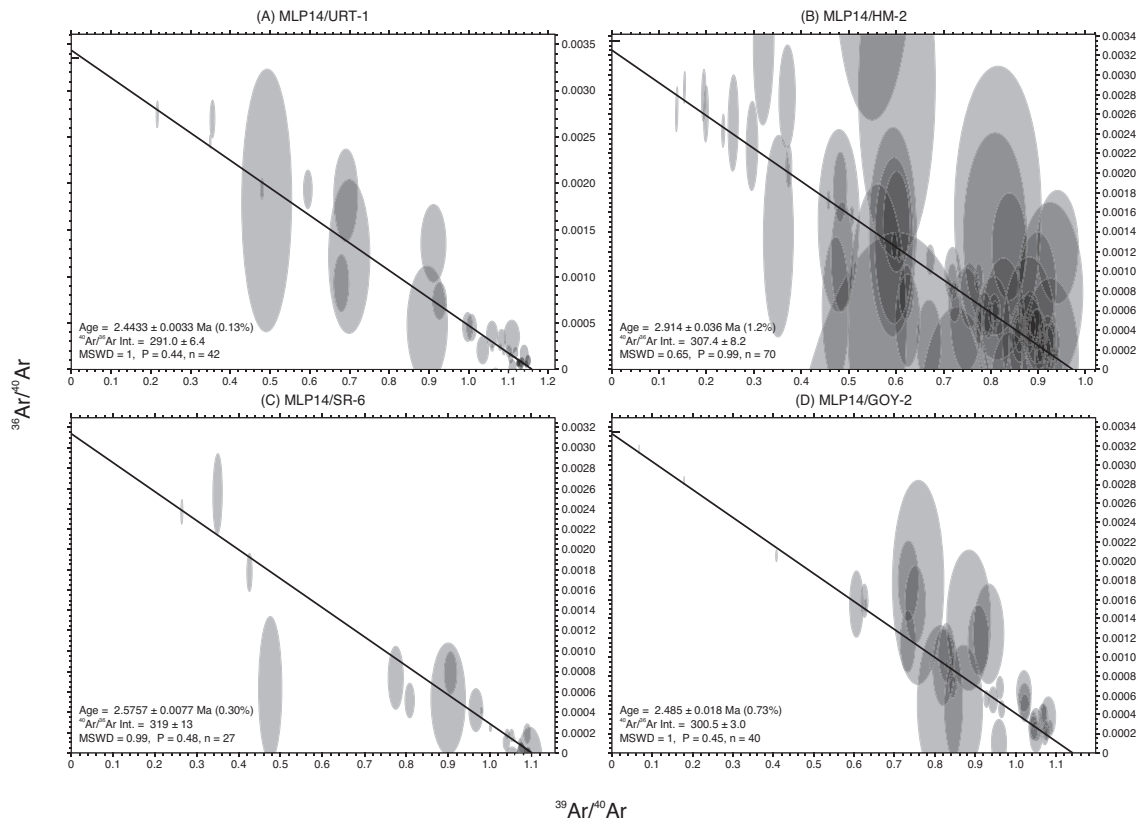 (A) MLP14/URT-1
0.0035
0.0030
0.0025
0.0020
0.0015
0.0010
0.0005
0
Age = 2.4433 ± 0.0033 Ma (0.13%)
⁴⁰Ar/³⁶Ar Int. = 291.0 ± 6.4
MSWD = 1, P = 0.44, n = 42
0 0.1 0.2 0.3 0.4 0.5 0.6 0.7 0.8 0.9 1.0 1.1 1.2
(B) MLP14/HM-2
0.0034
0.0032
0.0030
0.0028
0.0026
0.0024
0.0022
0.0020
0.0018
0.0016
0.0014
0.0012
0.0010
0.0008
0.0006
0.0004
0.0002
0
Age = 2.914 ± 0.036 Ma (1.2%)
⁴⁰Ar/³⁶Ar Int. = 307.4 ± 8.2
MSWD = 0.65, P = 0.99, n = 70
0 0.1 0.2 0.3 0.4 0.5 0.6 0.7 0.8 0.9 1.0
³⁶Ar/⁴⁰Ar
(C) MLP14/SR-6
0.0032
0.0030
0.0028
0.0026
0.0024
0.0022
0.0020
0.0018
0.0016
0.0014
0.0012
0.0010
0.0008
0.0006
0.0004
0.0002
0
Age = 2.5757 ± 0.0077 Ma (0.30%)
⁴⁰Ar/³⁶Ar Int. = 319 ± 13
MSWD = 0.99, P = 0.48, n = 27
0 0.1 0.2 0.3 0.4 0.5 0.6 0.7 0.8 0.9 1.0 1.1
(D) MLP14/GOY-2
0.0034
0.0032
0.0030
0.0028
0.0026
0.0024
0.0022
0.0020
0.0018
0.0016
0.0014
0.0012
0.0010
0.0008
0.0006
0.0004
0.0002
0
Age = 2.485 ± 0.018 Ma (0.73%)
⁴⁰Ar/³⁶Ar Int. = 300.5 ± 3.0
MSWD = 1, P = 0.45, n = 40
0 0.1 0.2 0.3 0.4 0.5 0.6 0.7 0.8 0.9 1.0 1.1
³⁹Ar/⁴⁰Ar